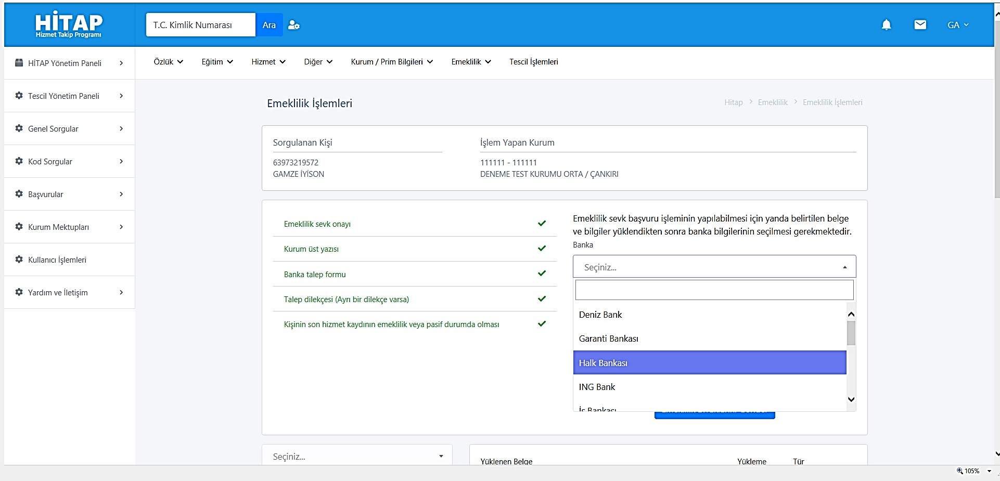 HİTAP
Hizmet Takip Programı
T.C. Kimlik Numarası
Ara
GA
HİTAP Yönetim Paneli
Tescil Yönetim Paneli
Genel Sorgular
Kod Sorgular
Başvurular
Kurum Mektupları
Kullanıcı İşlemleri
Yardım ve İletişim
Özlük
Eğitim
Hizmet
Diğer
Kurum / Prim Bilgileri
Emeklilik
Tescil İşlemleri
Emeklilik İşlemleri
Hitap > Emeklilik > Emeklilik İşlemleri
Sorgulanan Kişi
63973219572
GAMZE İYİSON
İşlem Yapan Kurum
111111 - 111111
DENEME TEST KURUMU ORTA / ÇANKIRI
Emeklilik sevk onayı
Kurum üst yazısı
Banka talep formu
Talep dilekçesi (Ayrı bir dilekçe varsa)
Kişinin son hizmet kaydının emeklilik veya pasif durumda olması
Emeklilik sevk başvuru işleminin yapılabilmesi için yanda belirtilen belge
ve bilgiler yüklendikten sonra banka bilgilerinin seçilmesi gerekmektedir.
Banka
Seçiniz...
Deniz Bank
Garanti Bankası
Halk Bankası
ING Bank
İş Bankası
Seçiniz...
Yüklenen Belge
Yükleme
Tür
105%